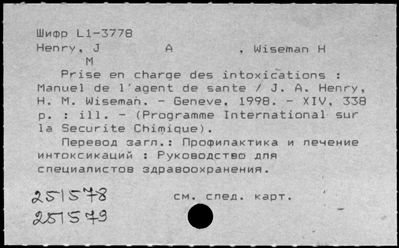 Шифр L1-3778
Henry, J A , Wiseman H
M
Prise en charge des intoxications :
Manuel de l'agent de sante / J. A. Henry,
H. M. Wiseman. - Geneve, 1998. - XIV, 338
p. : ill. - (Programme International sur
la Securite Chimique).
Перевод загл.: Профилактика и лечение
интоксикаций : Руководство для
специалистов здравоохранения.
251578 см. след. карт.
251579